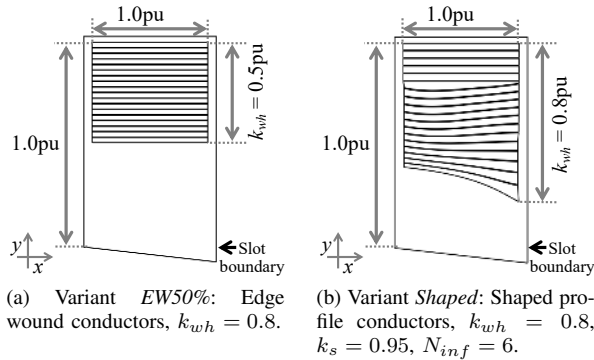 1.0pu
1.0pu
k_wh = 0.5pu
y
x
Slot
boundary
(a) Variant EW50%: Edge
wound conductors, k_wh = 0.8.
1.0pu
1.0pu
k_wh = 0.8pu
y
x
Slot
boundary
(b) Variant Shaped: Shaped pro-
file conductors, k_wh = 0.8,
k_s = 0.95, N_inf = 6.